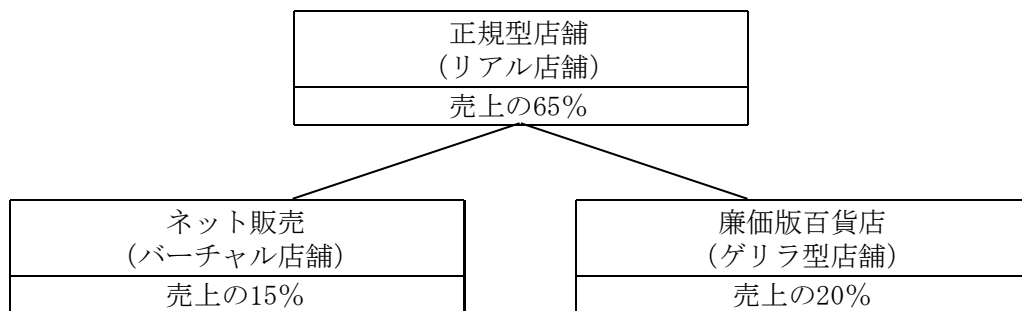 正規型店舗
（リアル店舗）
売上の65％
ネット販売
（バーチャル店舗）
売上の15％
廉価版百貨店
（ゲリラ型店舗）
売上の20％